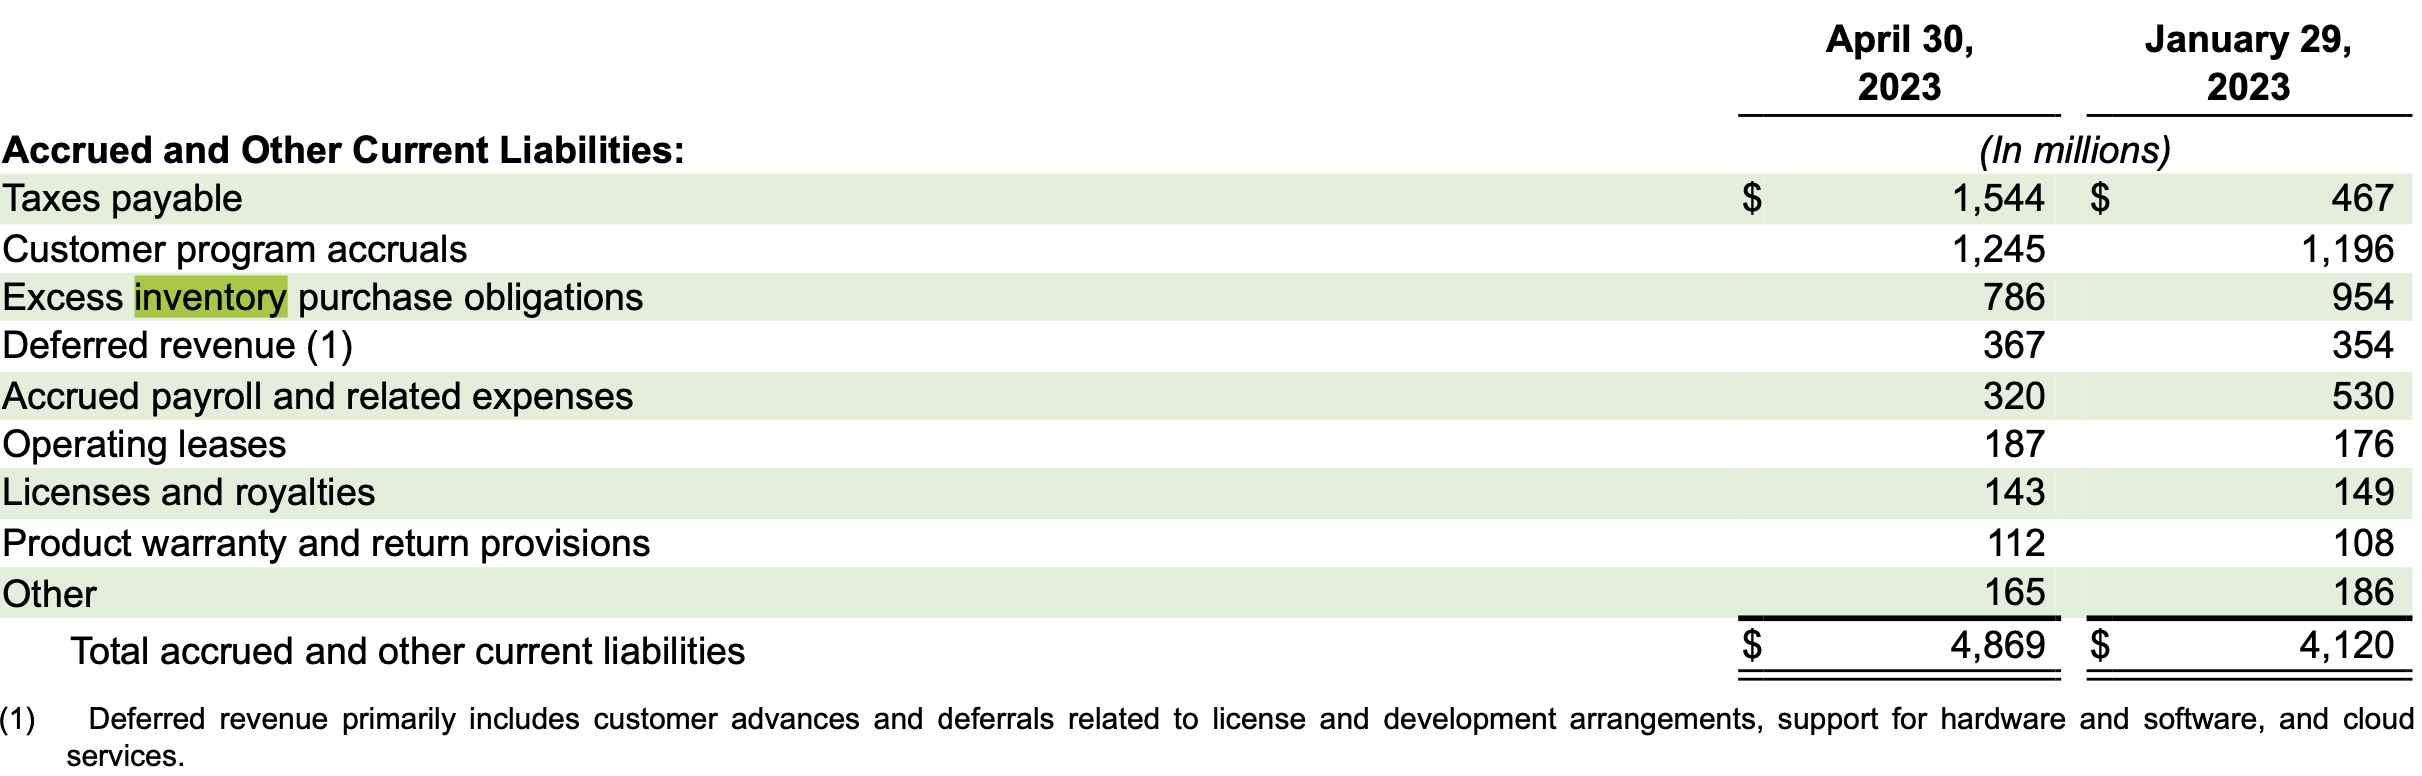 April 30, January 29,
2023 2023
Accrued and Other Current Liabilities: (In millions)
Taxes payable $ 1,544 $ 467
Customer program accruals 1,245 1,196
Excess inventory purchase obligations 786 954
Deferred revenue (1) 367 354
Accrued payroll and related expenses 320 530
Operating leases 187 176
Licenses and royalties 143 149
Product warranty and return provisions 112 108
Other 165 186
Total accrued and other current liabilities $ 4,869 $ 4,120
(1) Deferred revenue primarily includes customer advances and deferrals related to license and development arrangements, support for hardware and software, and cloud
services.